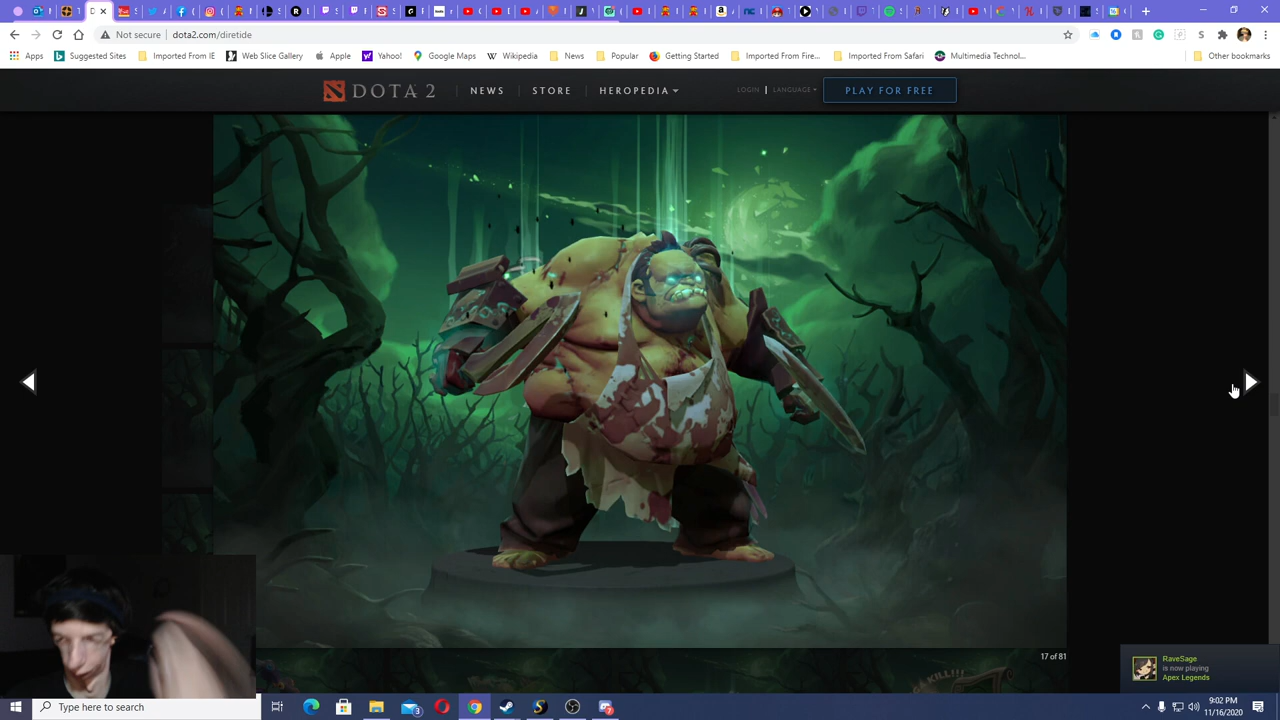 Not secure
dota2.com/diretide
Apps
Suggested Sites
Imported From IE
Web Slice Gallery
Apple
Yahoo!
Google Maps
Wikipedia
News
Popular
Getting Started
Imported From Fire...
Imported From Safari
Multimedia Technol...
Other bookmarks
DOTA 2
NEWS
STORE
HEROPEDIA
LOGIN
LANGUAGE
PLAY FOR FREE
17 of 81
RaveSage
is now playing
Apex Legends
Type here to search
9:02 PM
11/16/2020